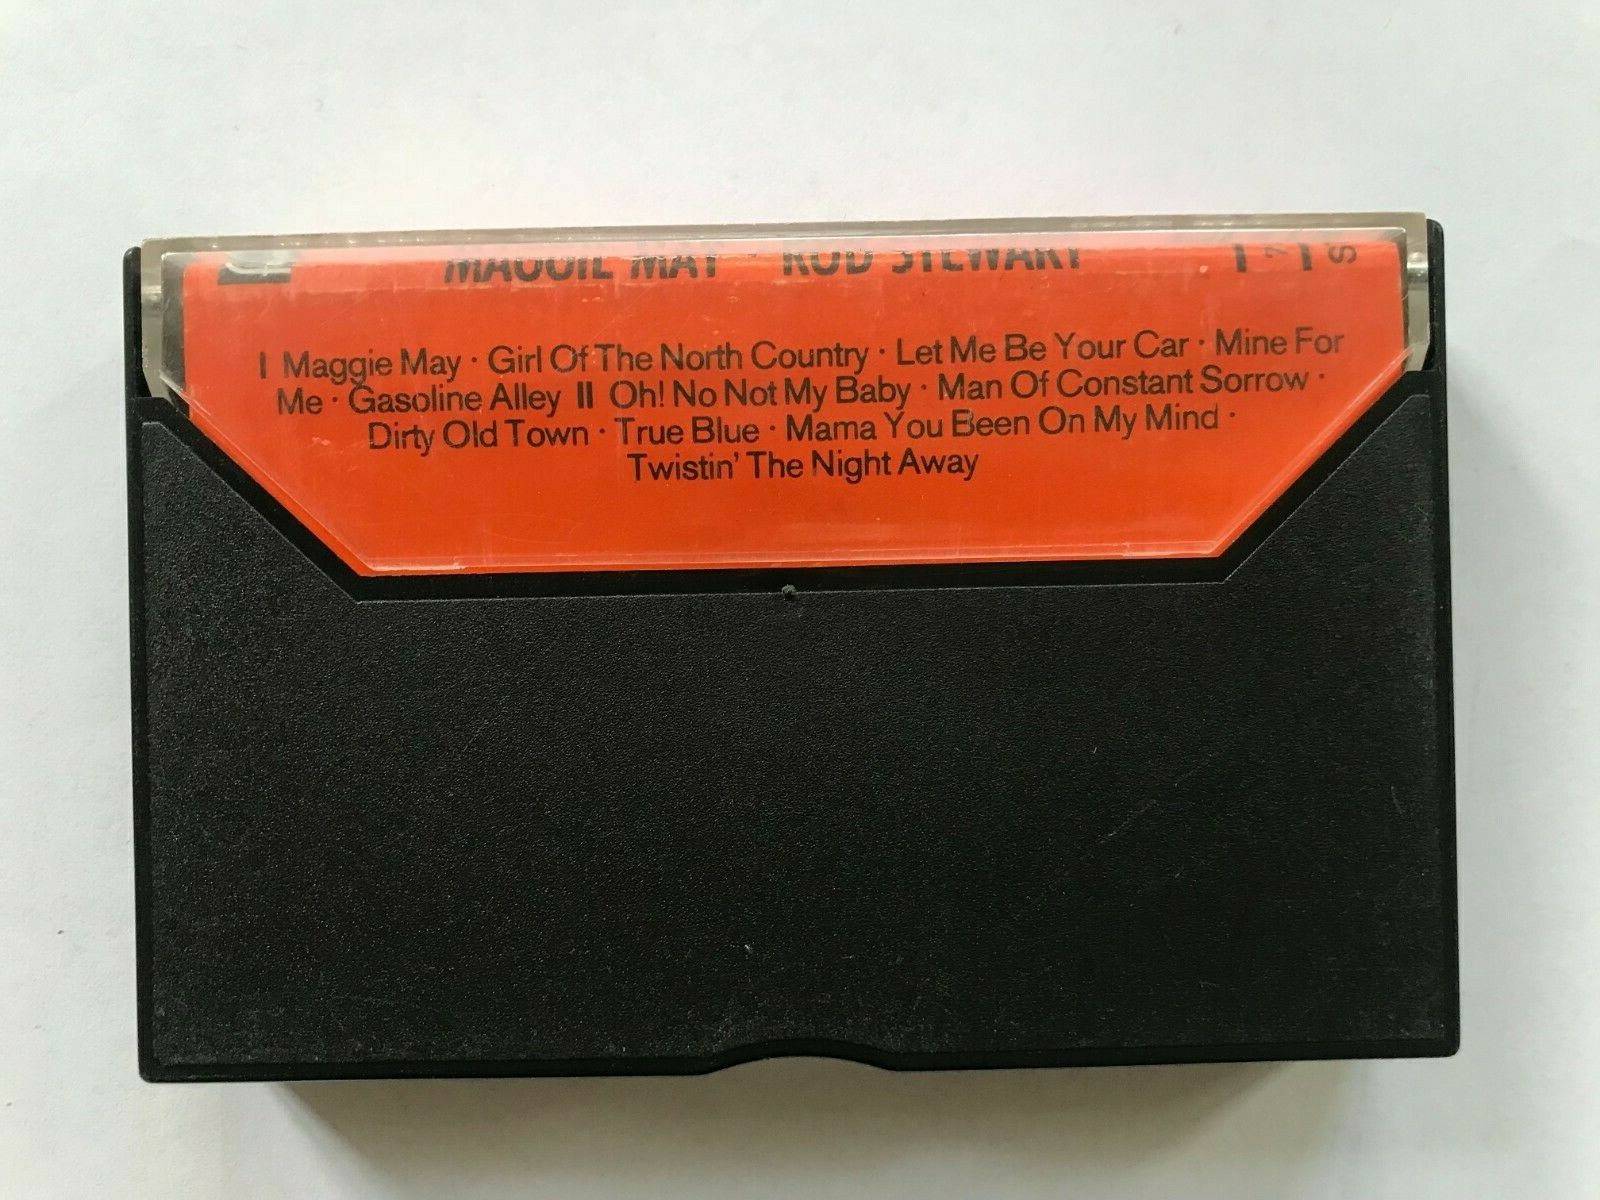 MAGGIE MAY · ROD STEWART
I Maggie May · Girl Of The North Country · Let Me Be Your Car · Mine For
Me · Gasoline Alley II Oh! No Not My Baby · Man Of Constant Sorrow ·
Dirty Old Town · True Blue · Mama You Been On My Mind ·
Twistin' The Night Away